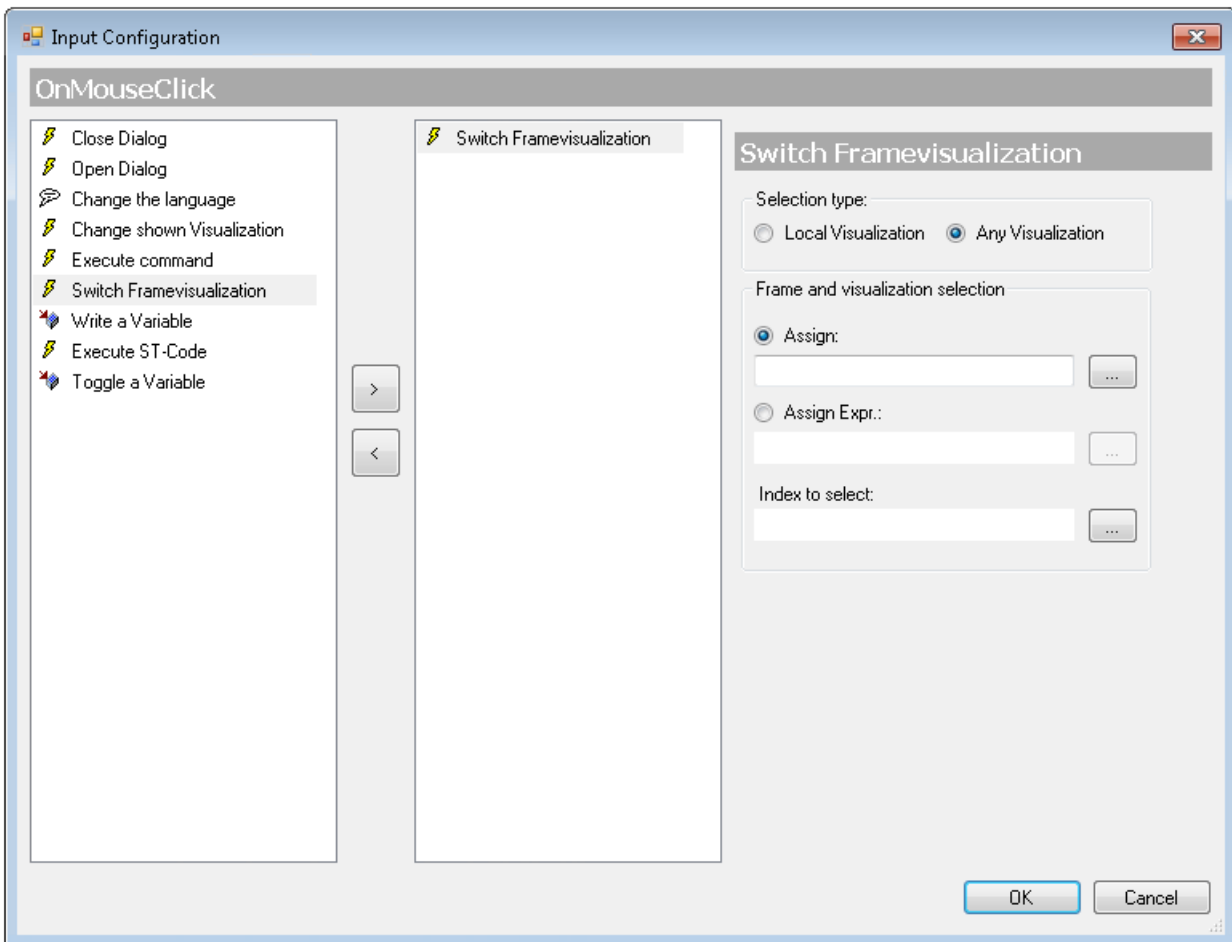 Input Configuration
OnMouseClick
Close Dialog
Open Dialog
Change the language
Change shown Visualization
Execute command
Switch Framevisualization
Write a Variable
Execute ST-Code
Toggle a Variable
>
<
Switch Framevisualization
Switch Framevisualization
Selection type:
Local Visualization Any Visualization
Frame and visualization selection
Assign:
...
Assign Expr.:
...
Index to select:
...
OK Cancel